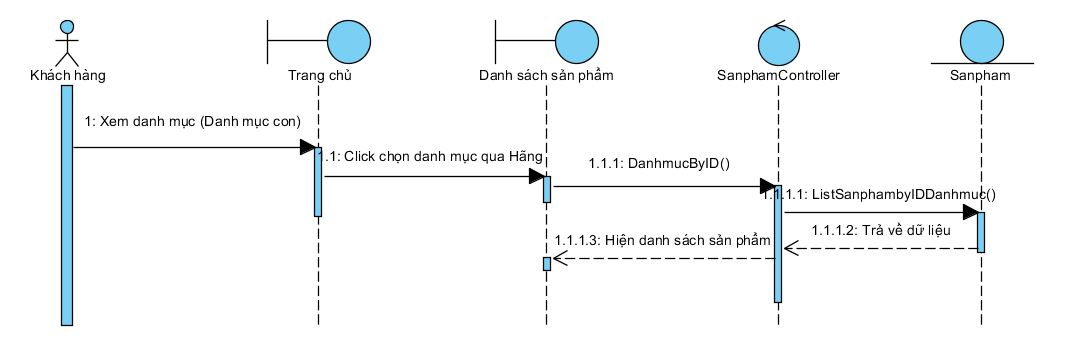 Khách hàng
Trang chủ
Danh sách sản phẩm
SanphamController
Sanpham
1: Xem danh mục (Danh mục con)
1.1: Click chọn danh mục qua Hãng
1.1.1: DanhmucByID()
1.1.1.1: ListSanphambyIDDanhmuc()
1.1.1.2: Trả về dữ liệu
1.1.1.3: Hiện danh sách sản phẩm